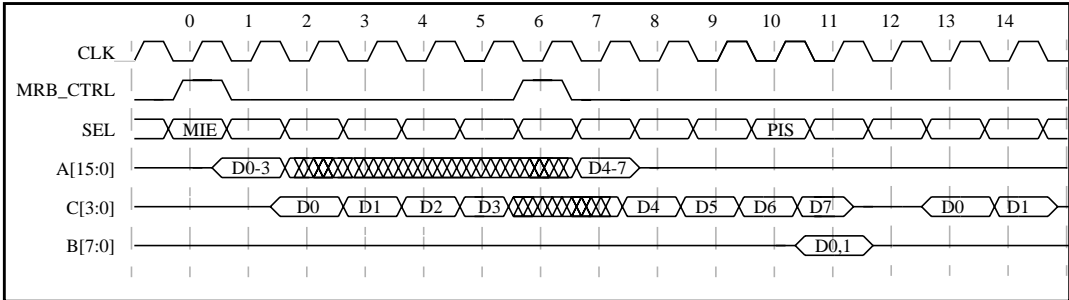 0 1 2 3 4 5 6 7 8 9 10 11 12 13 14
CLK
MRB_CTRL
SEL MIE PIS
A[15:0] D0-3 D4-7
C[3:0] D0 D1 D2 D3 D4 D5 D6 D7 D0 D1
B[7:0] D0,1